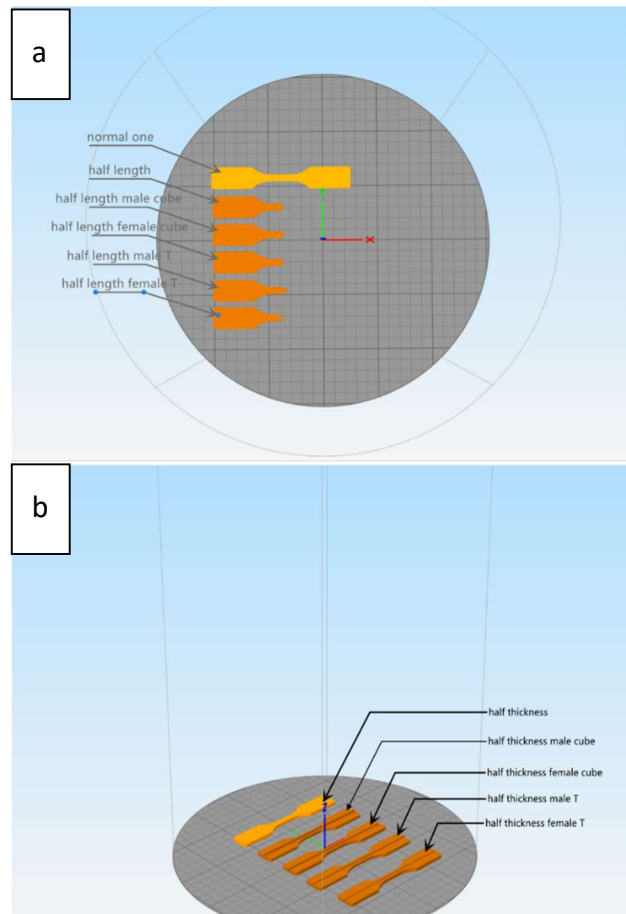 a
normal one
half length
half length male cube
half length female cube
half length male T
half length female T
b
half thickness
half thickness male cube
half thickness female cube
half thickness male T
half thickness female T